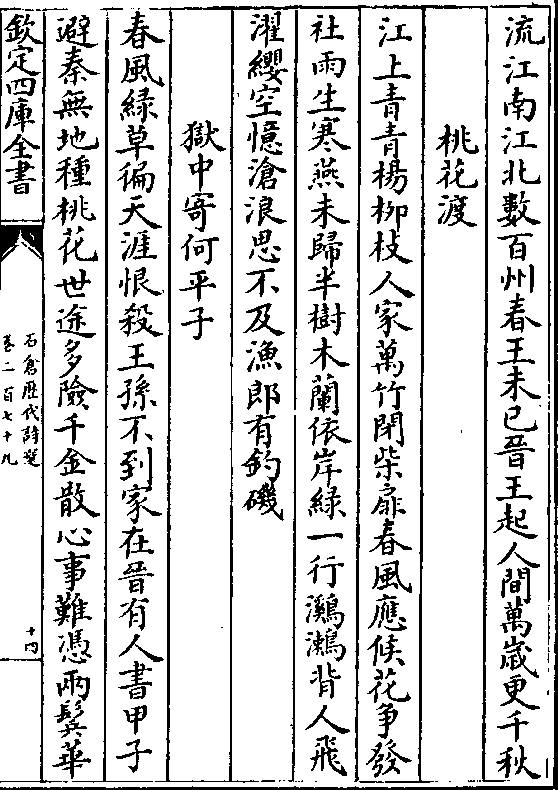 流江南江北數百州春王未已晉王起人間萬歲更千秋
桃花渡
江上青青楊柳枝人家萬竹閉柴扉春風應候花争發
社雨生寒燕未歸半樹木蘭依岸緑一行鸂鶒背人飛
濯纓空憶滄浪思不及漁郎有釣磯
獄中寄何平子
春風緑草徧天涯恨殺王孫不到家在晉有人書甲子
避秦無地種桃花世途多險千金散心事難憑兩鬂華
欽定四庫全書
石倉歴代詩選
卷二百七十九
十四